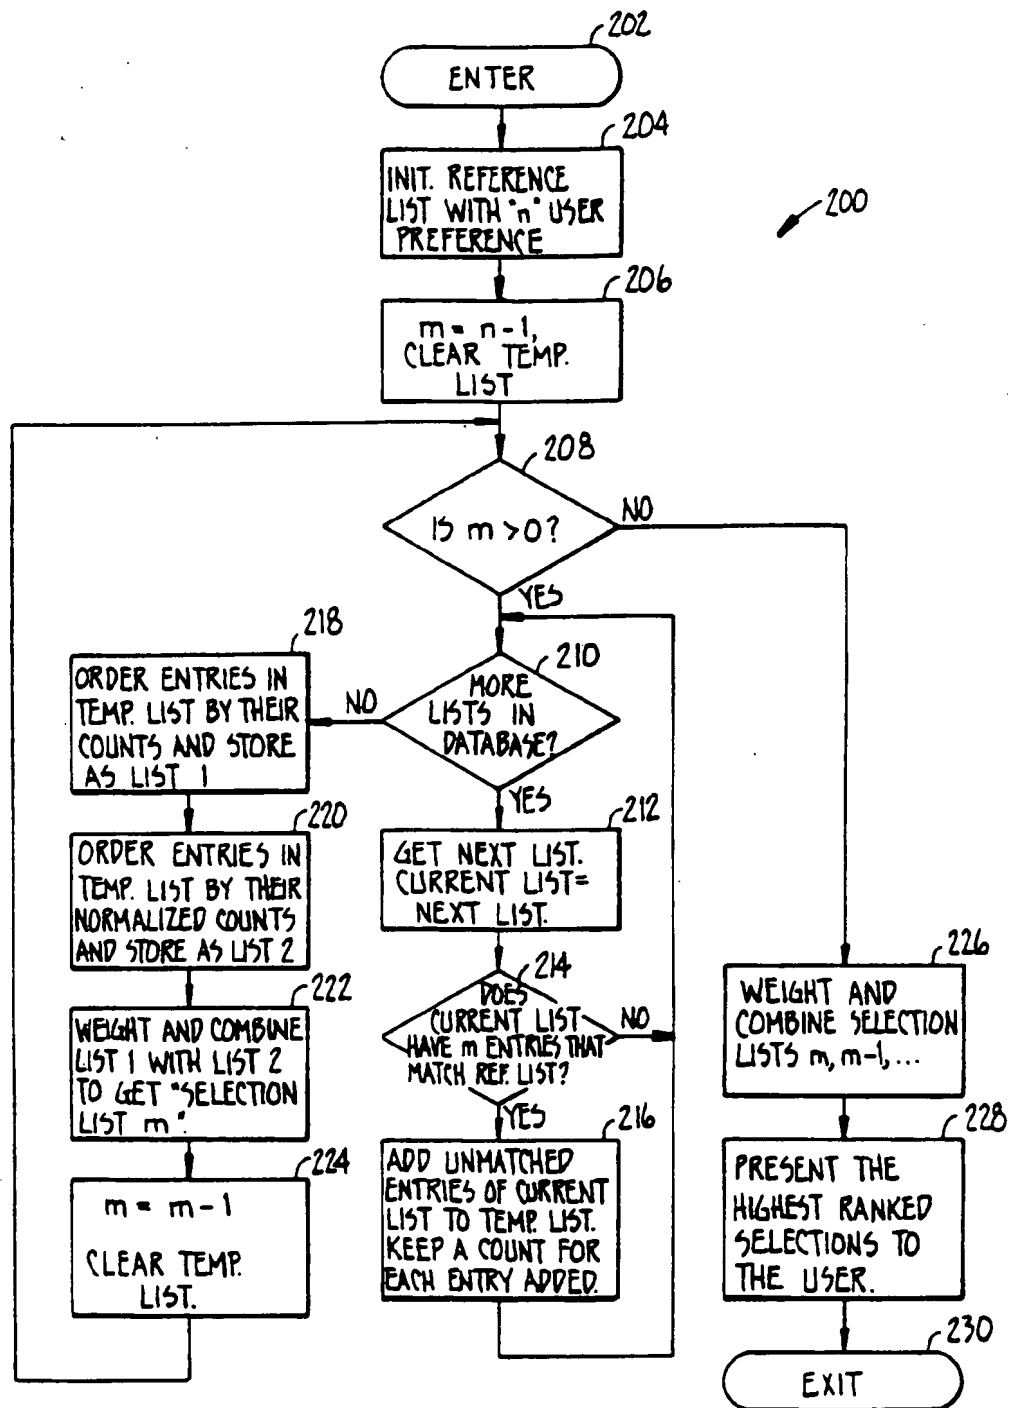 202
ENTER
204
INIT. REFERENCE
LIST WITH "n" USER
PREFERENCE
200
206
m = n-1,
CLEAR TEMP.
LIST
208
IS m > 0?
NO
YES
210
MORE
LISTS IN
DATABASE?
NO
YES
218
ORDER ENTRIES IN
TEMP. LIST BY THEIR
COUNTS AND STORE
AS LIST 1
220
ORDER ENTRIES IN
TEMP. LIST BY THEIR
NORMALIZED COUNTS
AND STORE AS LIST 2
222
WEIGHT AND COMBINE
LIST 1 WITH LIST 2
TO GET "SELECTION
LIST m".
224
m = m-1
CLEAR TEMP.
LIST.
212
GET NEXT LIST.
CURRENT LIST=
NEXT LIST.
214
DOES
CURRENT LIST
HAVE m ENTRIES THAT
MATCH REF. LIST?
NO
YES
216
ADD UNMATCHED
ENTRIES OF CURRENT
LIST TO TEMP. LIST.
KEEP A COUNT FOR
EACH ENTRY ADDED.
226
WEIGHT AND
COMBINE SELECTION
LISTS m, m-1, ...
228
PRESENT THE
HIGHEST RANKED
SELECTIONS TO
THE USER.
230
EXIT